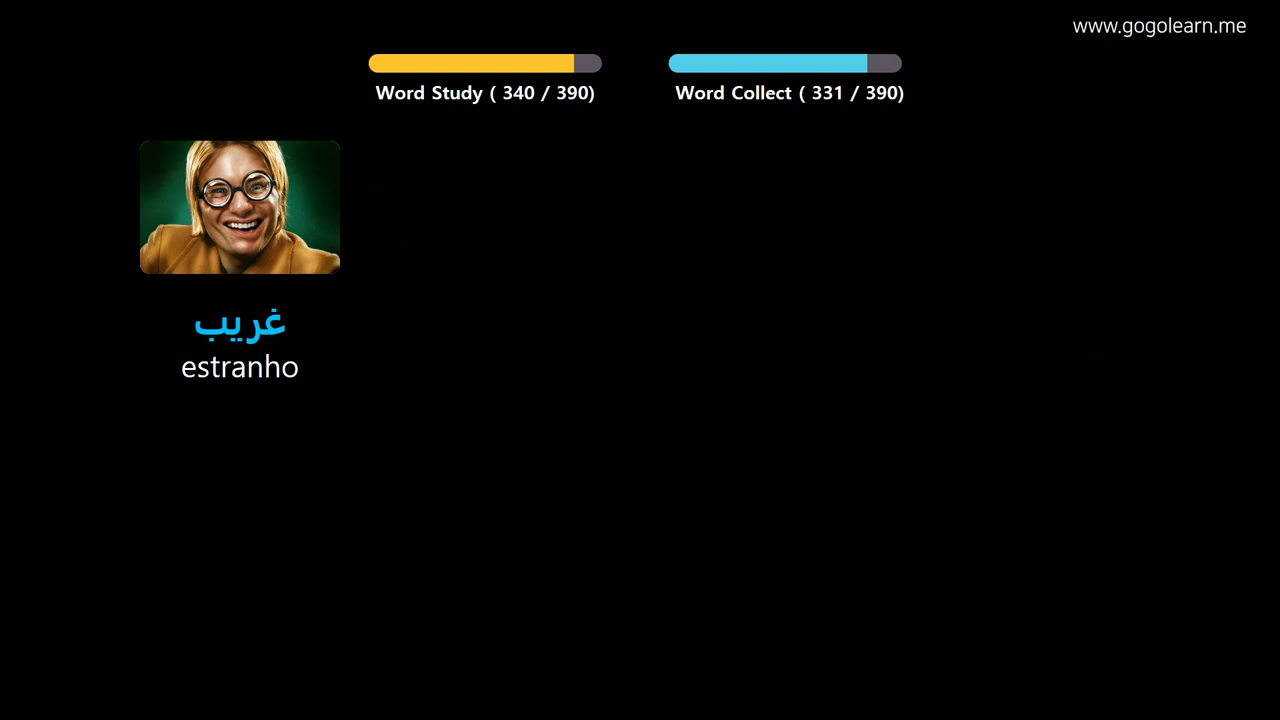 www.gogolearn.me
Word Study ( 340 / 390)
Word Collect ( 331 / 390)
غريب
estranho